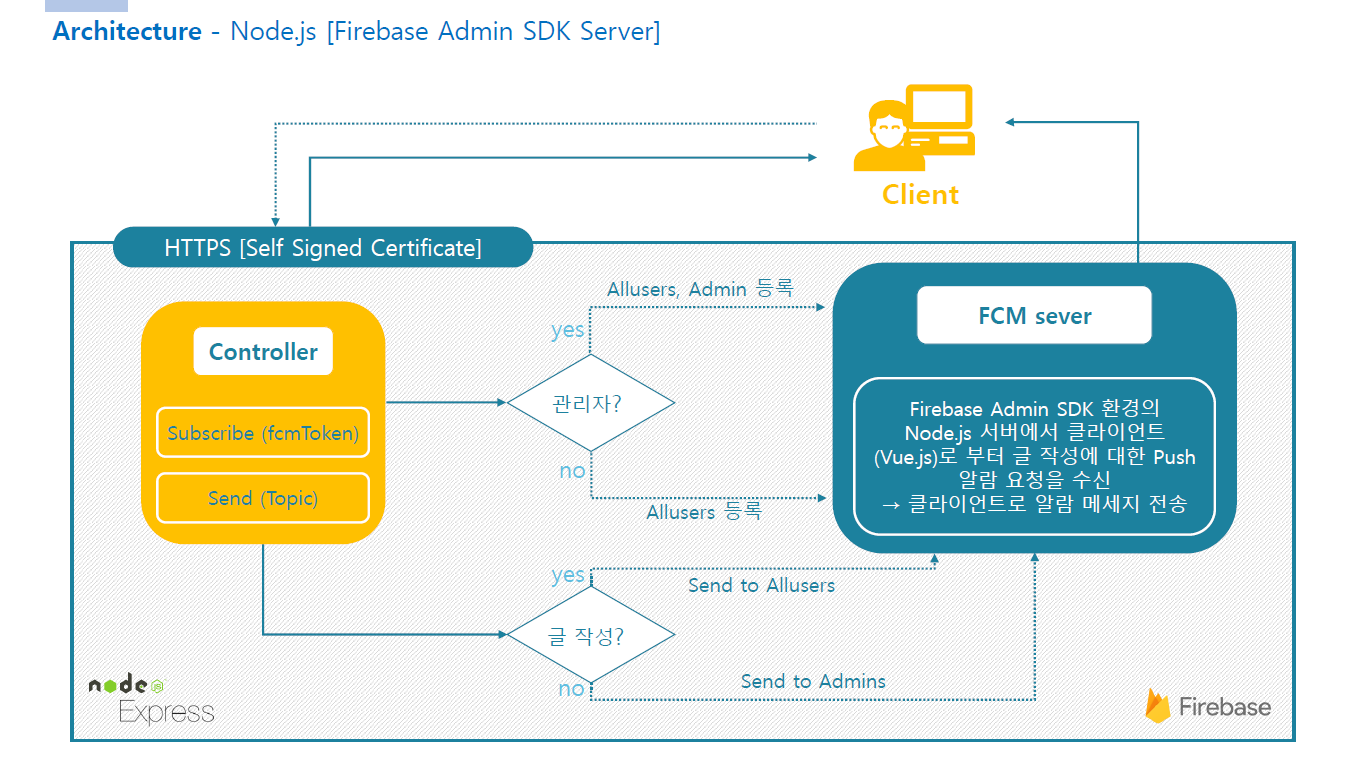 Architecture - Node.js [Firebase Admin SDK Server]
Client
HTTPS [Self Signed Certificate]
Controller
Subscribe (fcmToken)
Send (Topic)
Allusers, Admin 등록
yes
관리자?
no
Allusers 등록
FCM sever
Firebase Admin SDK 환경의
Node.js 서버에서 클라이언트
(Vue.js)로 부터 글 작성에 대한 Push
알람 요청을 수신
→ 클라이언트로 알람 메세지 전송
yes
Send to Allusers
글 작성?
no
Send to Admins
node JS
Express
Firebase